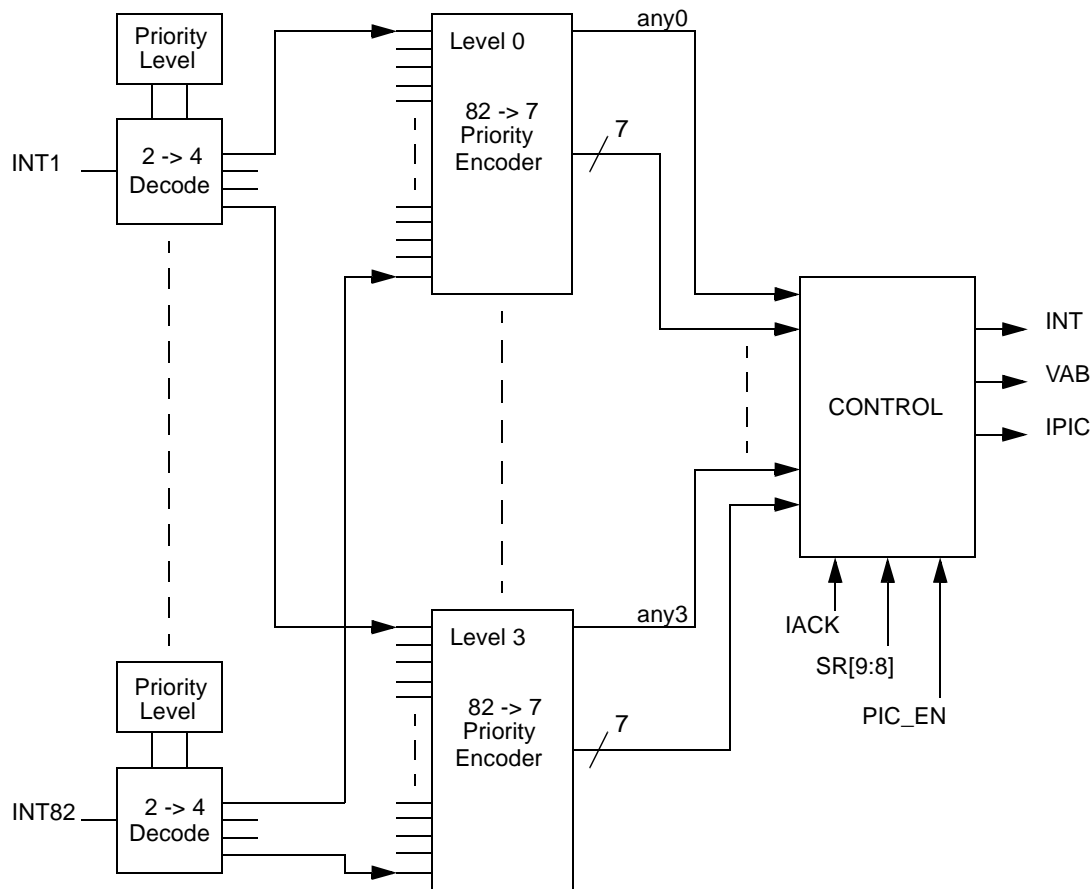 any0
Priority
Level
Level 0
82 -> 7
Priority
Encoder
7
INT1
2 -> 4
Decode
INT
VAB
CONTROL
IPIC
any3
IACK
Level 3
SR[9:8]
Priority
Level
82 -> 7
Priority
Encoder
7
PIC_EN
INT82
2 -> 4
Decode